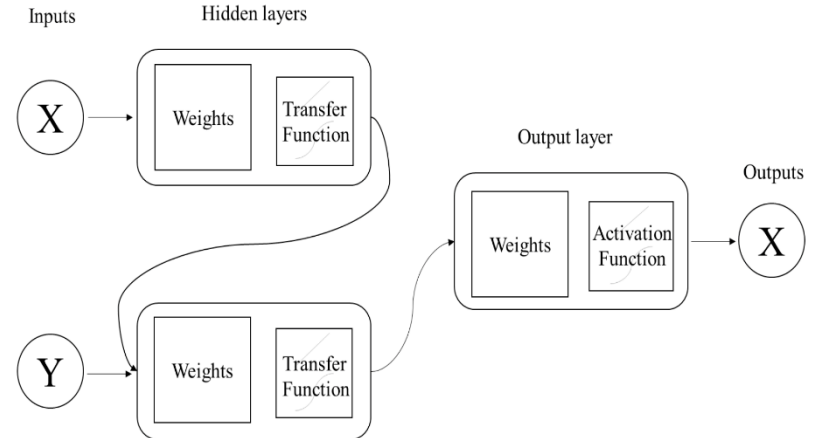 Inputs
Hidden layers
X
Weights
Transfer
Function
Output layer
Outputs
Weights
Activation
Function
X
Y
Weights
Transfer
Function